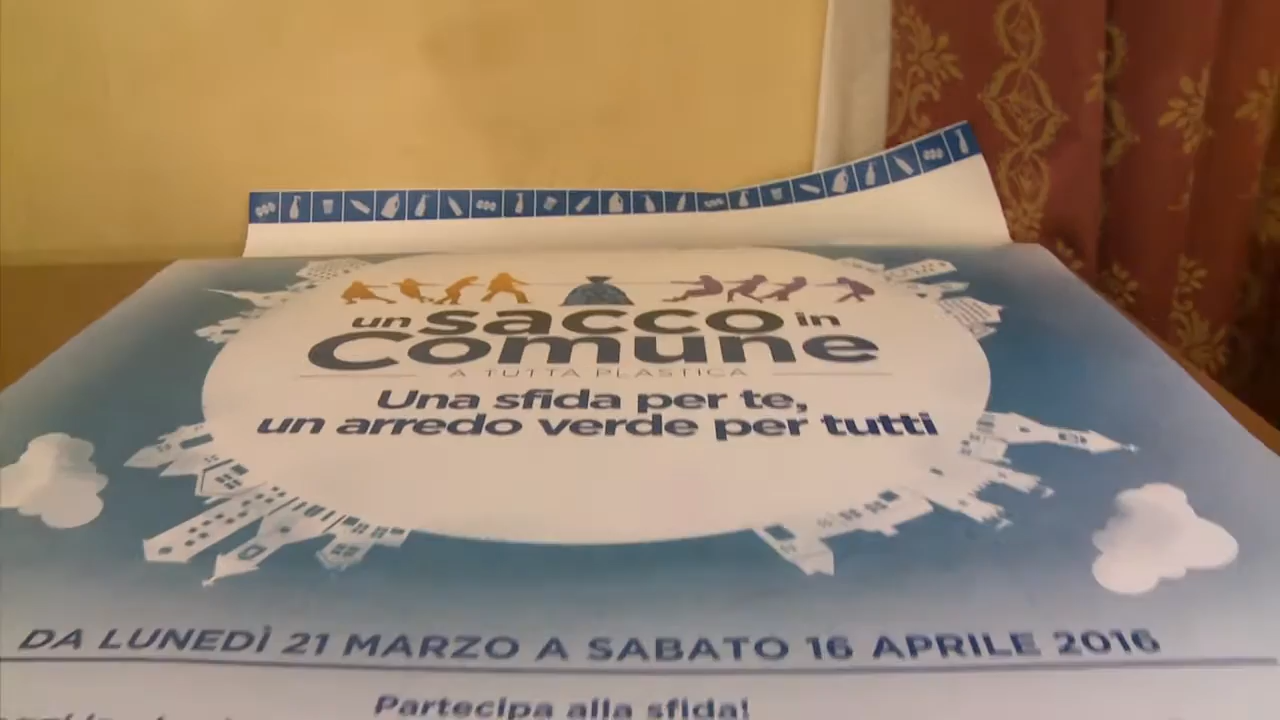 un sacco in
Comune
A TUTTA PLASTICA
Una sfida per te,
un arredo verde per tutti
DA LUNEDÌ 21 MARZO A SABATO 16 APRILE 2016
Partecipa alla sfida!